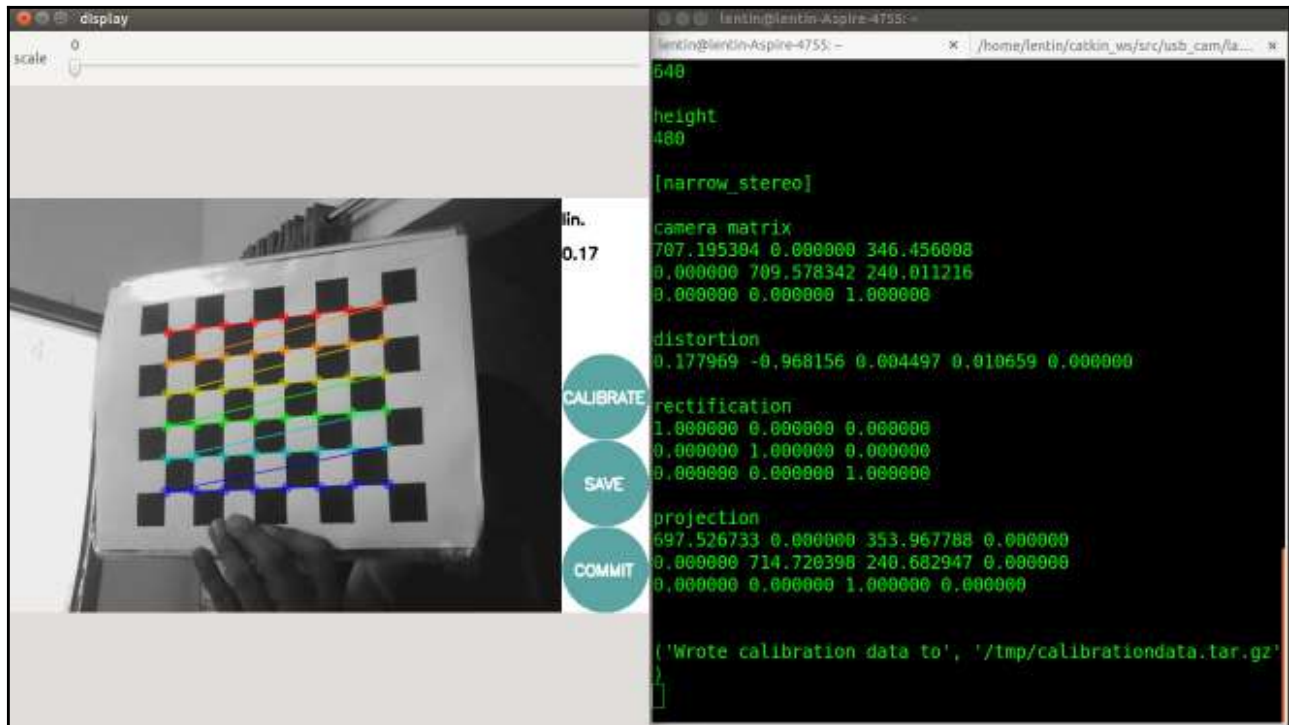 display
scale
0
lin.
0.17
CALIBRATE
SAVE
COMMIT
lentin@lentin-Aspire-4755: ~
lentin@lentin-Aspire-4755: ~ × /home/lentin/catkin_ws/src/usb_cam/la... ×
640
height
480
[narrow_stereo]
camera matrix
707.195304 0.000000 346.456008
0.000000 709.578342 240.011216
0.000000 0.000000 1.000000
distortion
0.177969 -0.968156 0.004497 0.010659 0.000000
rectification
1.000000 0.000000 0.000000
0.000000 1.000000 0.000000
0.000000 0.000000 1.000000
projection
697.526733 0.000000 353.967788 0.000000
0.000000 714.720398 240.682947 0.000000
0.000000 0.000000 1.000000 0.000000
('Wrote calibration data to', '/tmp/calibrationdata.tar.gz'
)